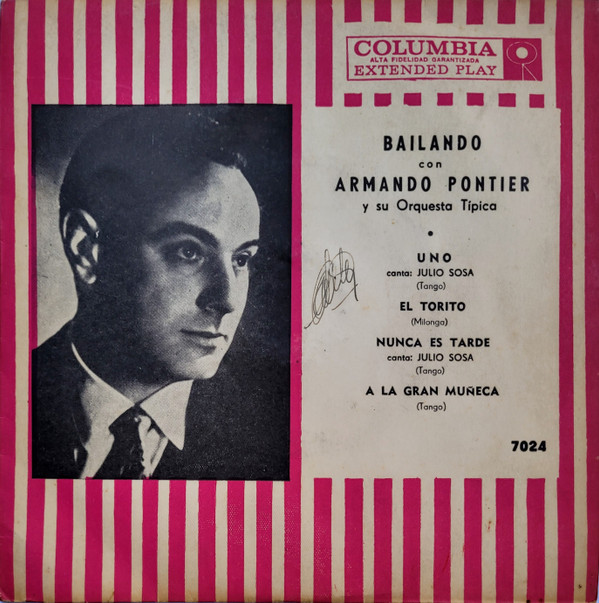 COLUMBIA
ALTA FIDELIDAD GARANTIZADA
EXTENDED PLAY
BAILANDO
con
ARMANDO PONTIER
y su Orquesta Típica
UNO
canta: JULIO SOSA
(Tango)
EL TORITO
(Milonga)
NUNCA ES TARDE
canta: JULIO SOSA
(Tango)
A LA GRAN MUÑECA
(Tango)
7024